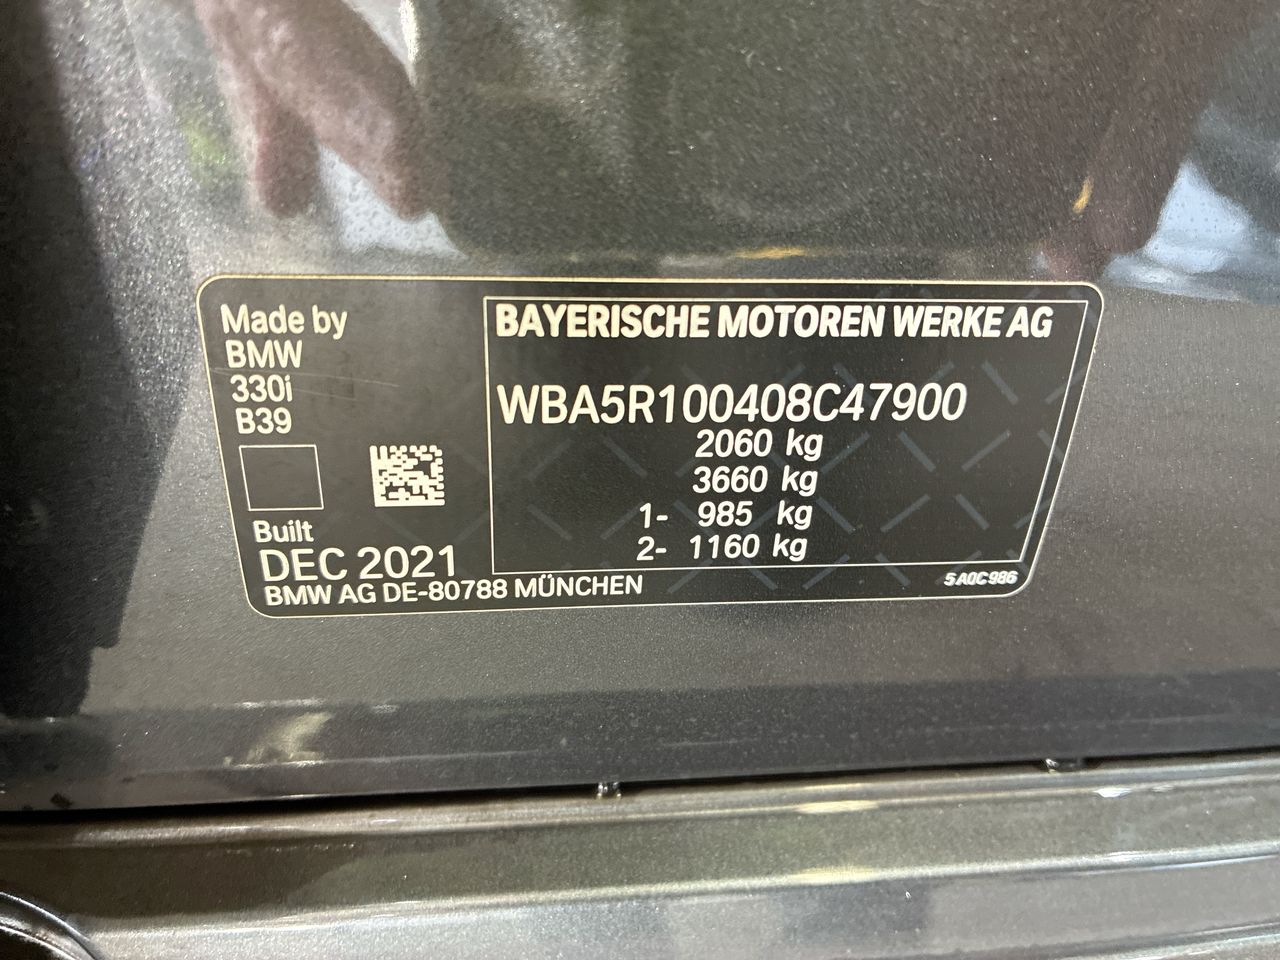 Made by
BMW
330i
B39
Built
DEC 2021
BMW AG DE-80788 MÜNCHEN
BAYERISCHE MOTOREN WERKE AG
WBA5R100408C47900
2060 kg
3660 kg
1- 985 kg
2- 1160 kg
5A0C986